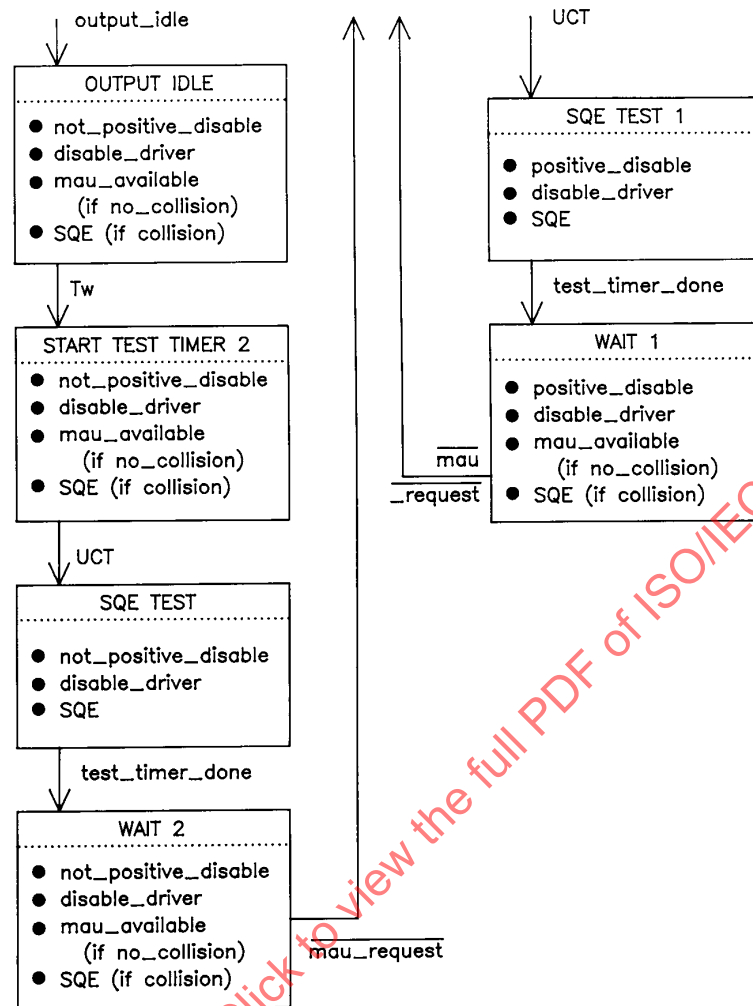 output_idle
OUTPUT IDLE
● not_positive_disable
● disable_driver
● mau_available
(if no_collision)
● SQE (if collision)
Tw
START TEST TIMER 2
● not_positive_disable
● disable_driver
● mau_available
(if no_collision)
● SQE (if collision)
UCT
SQE TEST
● not_positive_disable
● disable_driver
● SQE
test_timer_done
WAIT 2
● not_positive_disable
● disable_driver
● mau_available
(if no_collision)
● SQE (if collision)
mau_request
UCT
SQE TEST 1
● positive_disable
● disable_driver
● SQE
test_timer_done
WAIT 1
● positive_disable
● disable_driver
● mau_available
(if no_collision)
● SQE (if collision)
mau
_request
lick to view the full PDF of ISO/IEC